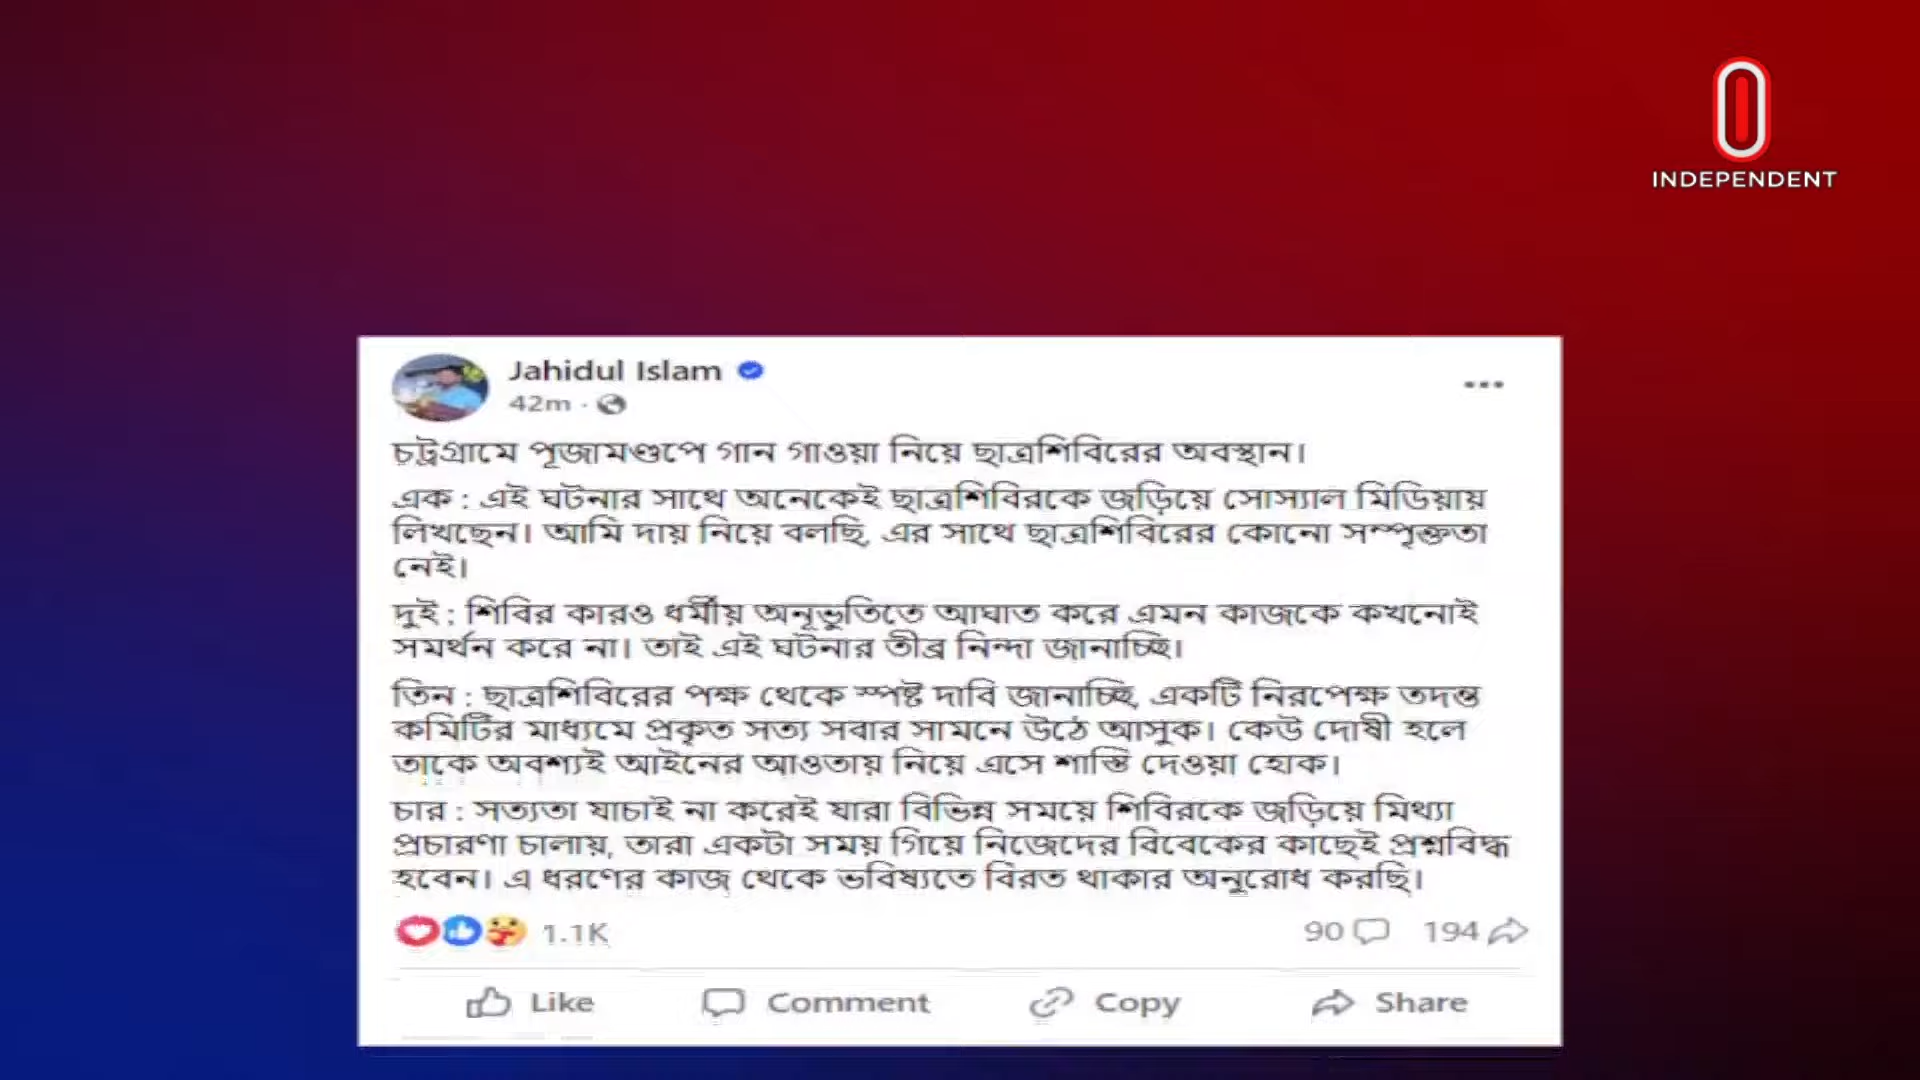 INDEPENDENT
Jahidul Islam
42m ·
চট্টগ্রামে পূজামণ্ডপে গান গাওয়া নিয়ে ছাত্রশিবিরের অবস্থান।
এক : এই ঘটনার সাথে অনেকেই ছাত্রশিবিরকে জড়িয়ে সোস্যাল মিডিয়ায়
লিখছেন। আমি দায় নিয়ে বলছি, এর সাথে ছাত্রশিবিরের কোনো সম্পৃক্ততা
নেই।
দুই : শিবির কারও ধর্মীয় অনূভুতিতে আঘাত করে এমন কাজকে কখনোই
সমর্থন করে না। তাই এই ঘটনার তীব্র নিন্দা জানাচ্ছি।
তিন : ছাত্রশিবিরের পক্ষ থেকে স্পষ্ট দাবি জানাচ্ছি, একটি নিরপেক্ষ তদন্ত
কমিটির মাধ্যমে প্রকৃত সত্য সবার সামনে উঠে আসুক। কেউ দোষী হলে
তাকে অবশ্যই আইনের আওতায় নিয়ে এসে শাস্তি দেওয়া হোক।
চার : সত্যতা যাচাই না করেই যারা বিভিন্ন সময়ে শিবিরকে জড়িয়ে মিথ্যা
প্রচারণা চালায়, তারা একটা সময় গিয়ে নিজেদের বিবেকের কাছেই প্রশ্নবিদ্ধ
হবেন। এ ধরণের কাজ থেকে ভবিষ্যতে বিরত থাকার অনুরোধ করছি।
1.1K 90 194
Like Comment Copy Share